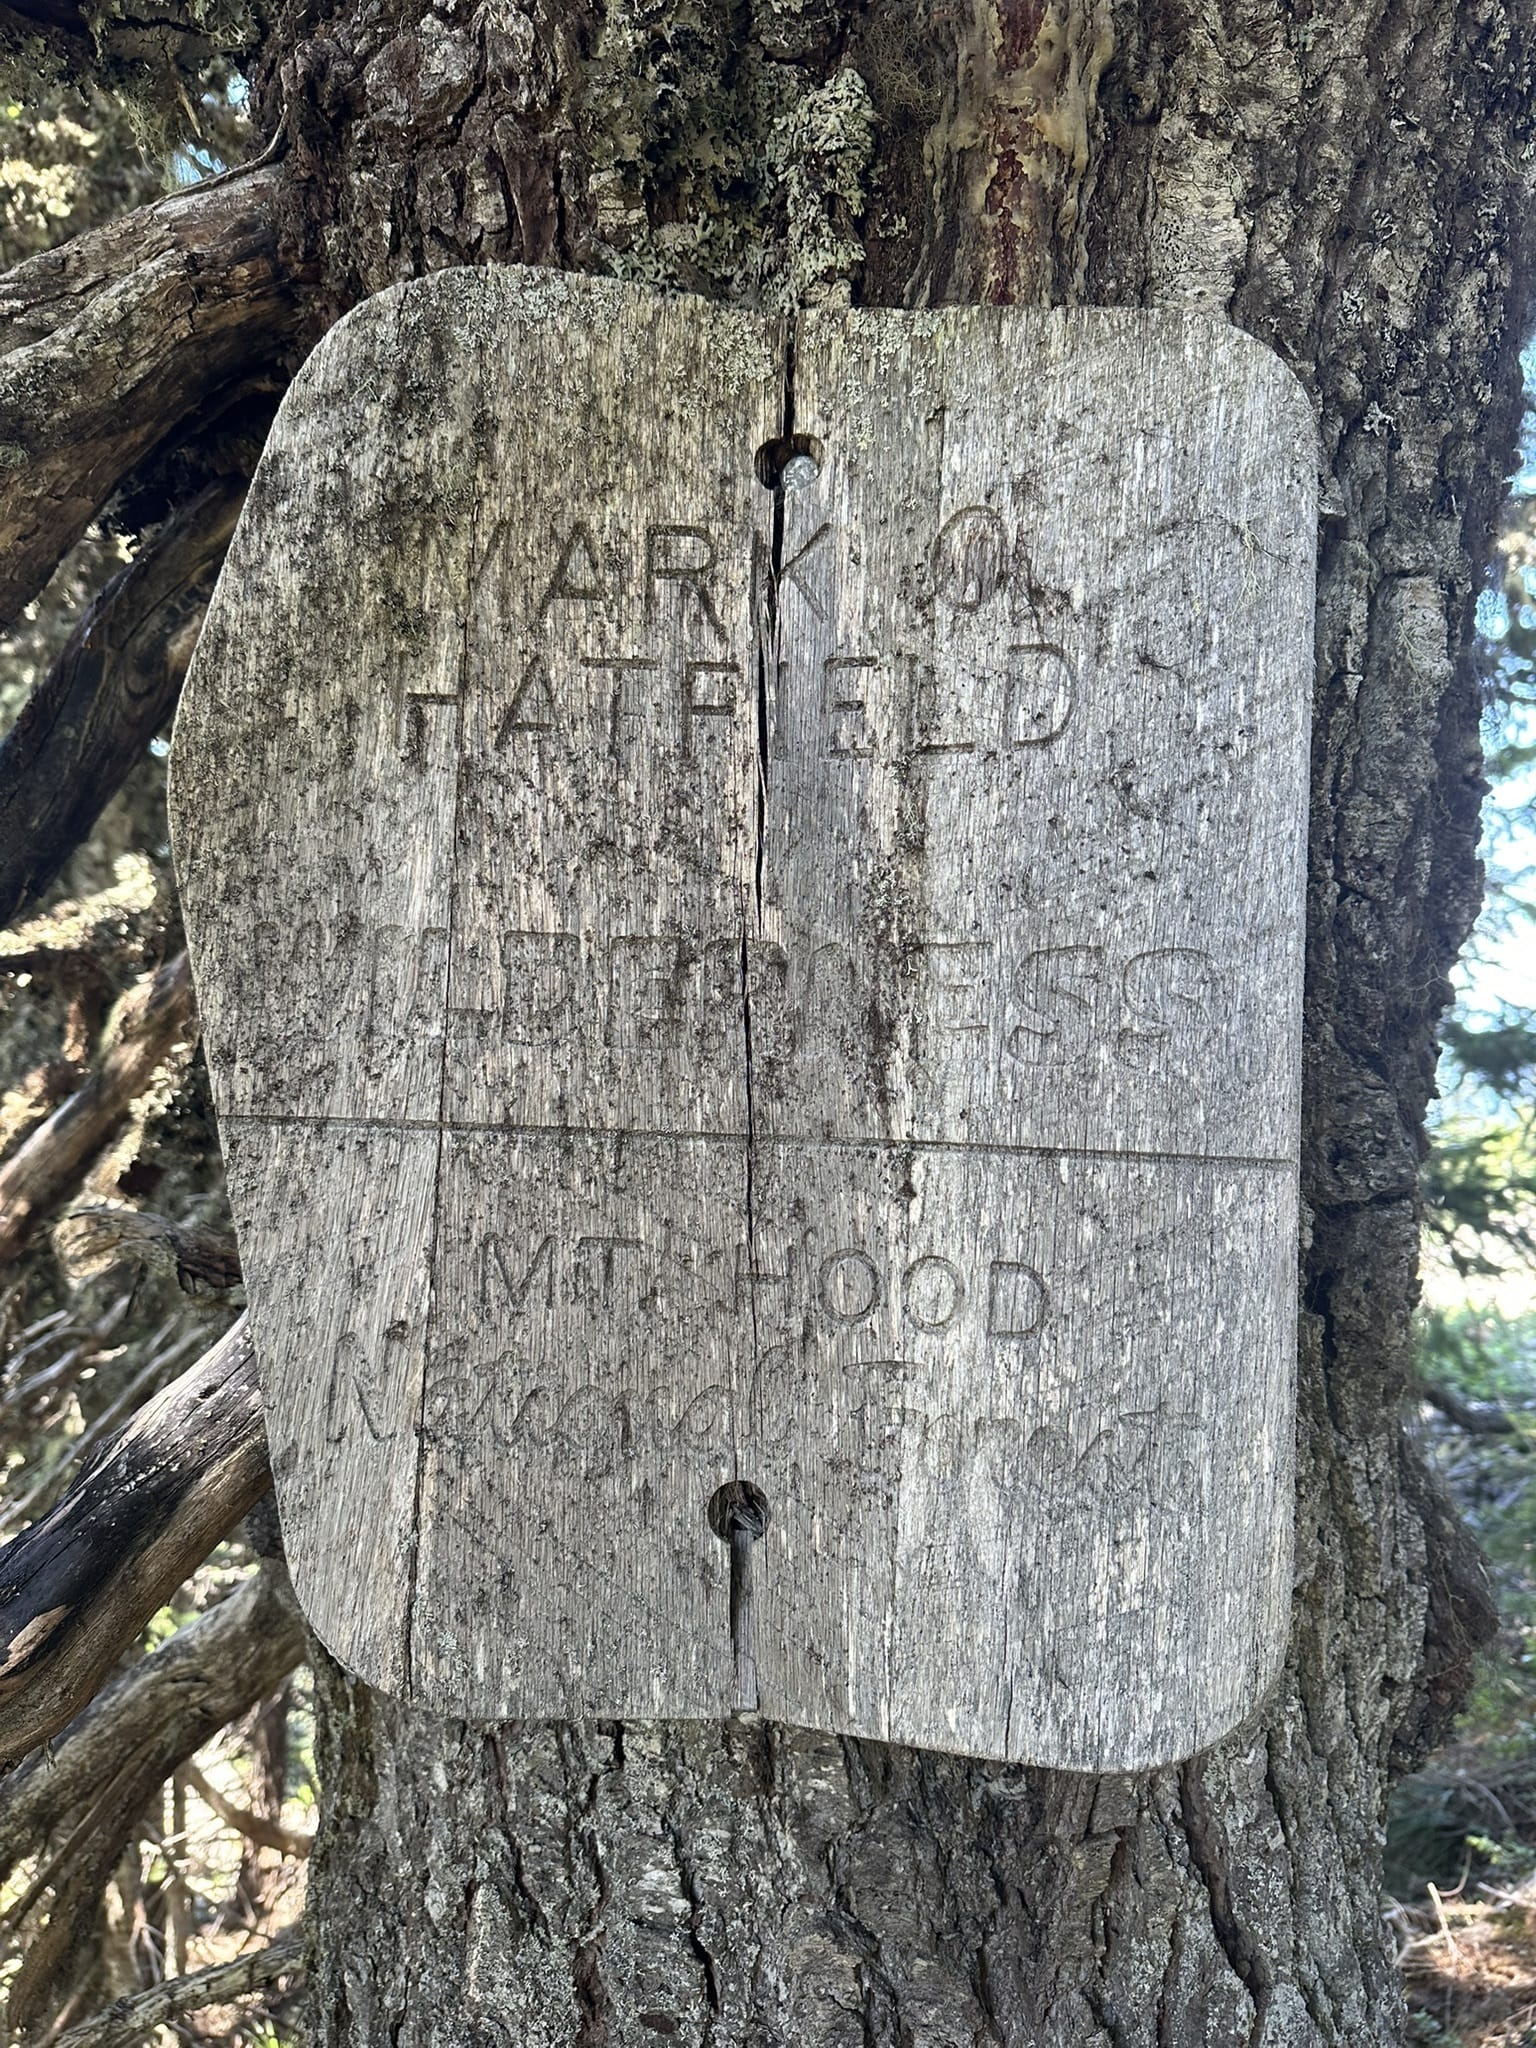 MARK O.
HATFIELD
WILDERNESS
MT. HOOD
National Forest